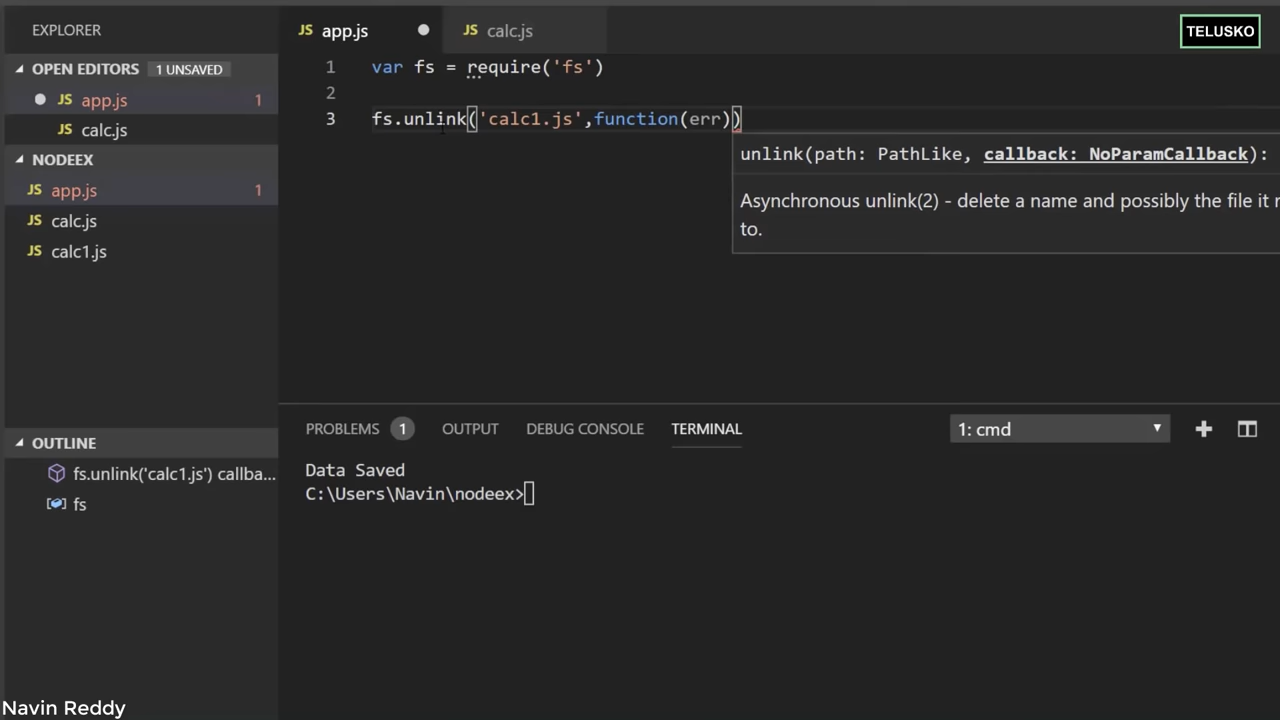 EXPLORER
OPEN EDITORS 1 UNSAVED
JS app.js 1
JS calc.js
NODEEX
JS app.js 1
JS calc.js
JS calc1.js
OUTLINE
fs.unlink('calc1.js') callba...
fs
JS app.js
JS calc.js
TELUSKO
1 var fs = require('fs')
2
3 fs.unlink('calc1.js',function(err))
unlink(path: PathLike, callback: NoParamCallback):
Asynchronous unlink(2) - delete a name and possibly the file it r
to.
PROBLEMS 1 OUTPUT DEBUG CONSOLE TERMINAL 1: cmd
Data Saved
C:\Users\Navin\nodeex>
Navin Reddy